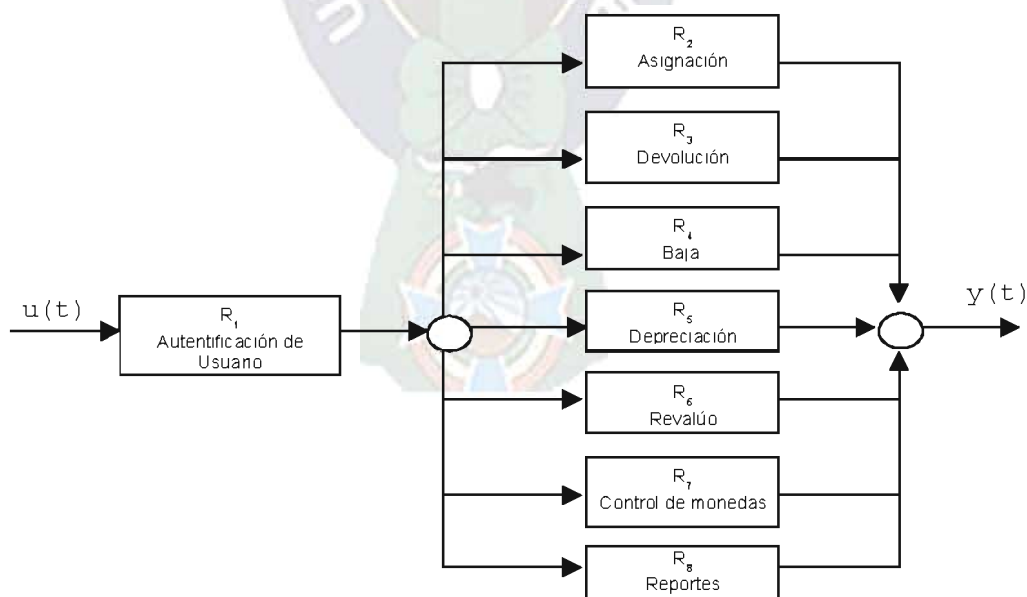 R2
Asignación
R3
Devolución
R4
Baja
u(t)
R1
Autentificación de
Usuario
R5
Depreciación
y(t)
R6
Revalúo
R7
Control de monedas
R8
Reportes